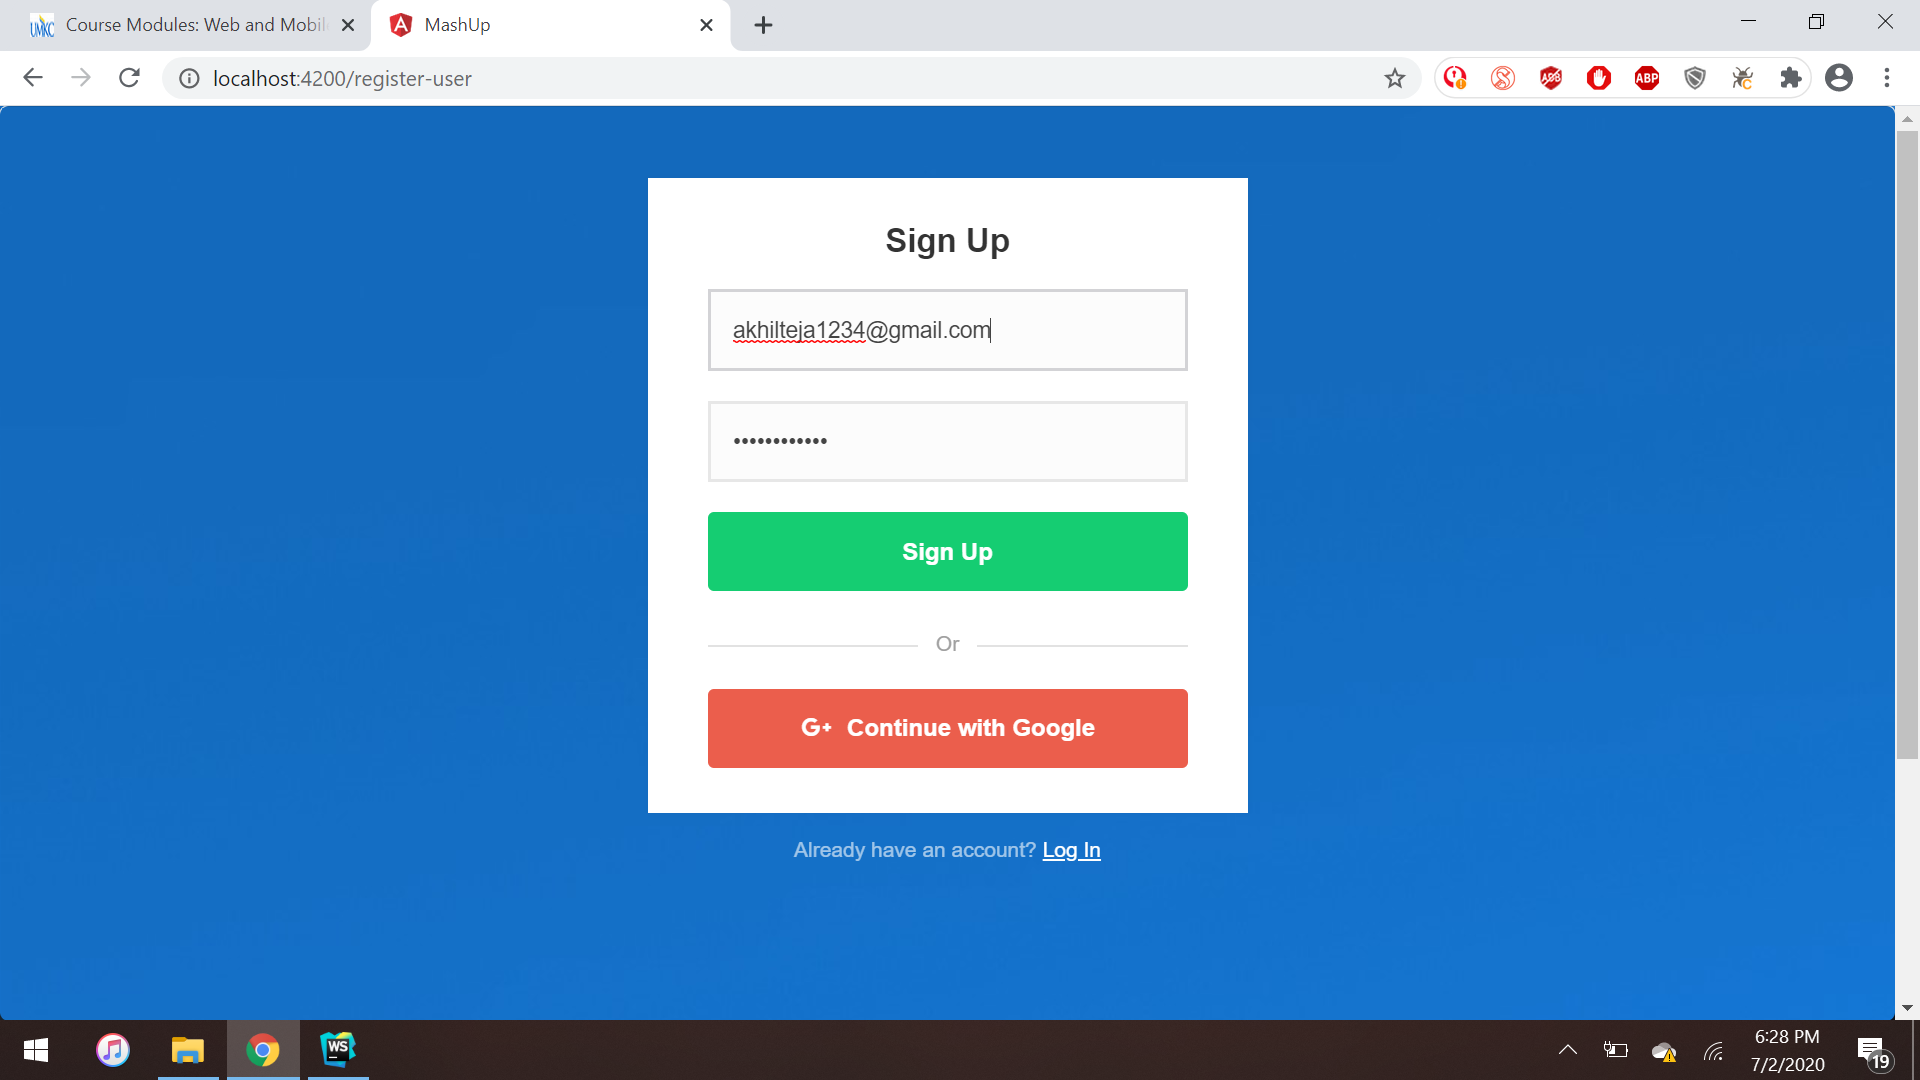 UMKC Course Modules: Web and Mobil
MashUp
localhost:4200/register-user
ABP
Sign Up
akhilteja1234@gmail.com
••••••••••••
Sign Up
Or
G+ Continue with Google
Already have an account? Log In
WS
6:28 PM
7/2/2020
19